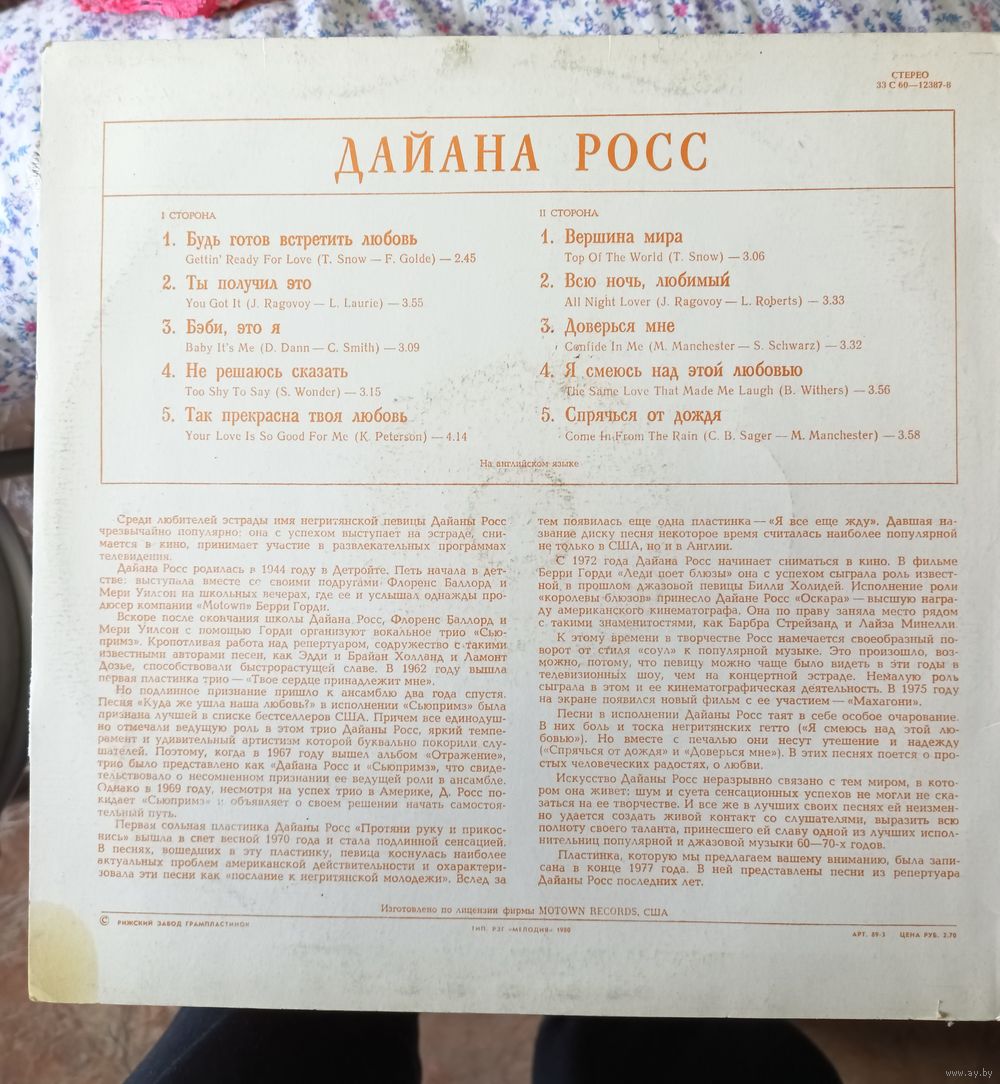 СТЕРЕО
33 С 60—12387-8
ДАЙАНА РОСС
I СТОРОНА
1. Будь готов встретить любовь
Gettin' Ready For Love (T. Snow — F. Golde) — 2.45
2. Ты получил это
You Got It (J. Ragovoy — L. Laurie) — 3.55
3. Бэби, это я
Baby It's Me (D. Dann — C. Smith) — 3.09
4. Не решаюсь сказать
Too Shy To Say (S. Wonder) — 3.15
5. Так прекрасна твоя любовь
Your Love Is So Good For Me (K. Peterson) — 4.14
II СТОРОНА
1. Вершина мира
Top Of The World (T. Snow) — 3.06
2. Всю ночь, любимый
All Night Lover (J. Ragovoy — L. Roberts) — 3.33
3. Доверься мне
Confide In Me (M. Manchester — S. Schwarz) — 3.32
4. Я смеюсь над этой любовью
The Same Love That Made Me Laugh (B. Withers) — 3.56
5. Спрячься от дождя
Come In From The Rain (C. B. Sager — M. Manchester) — 3.58
На английском языке
Среди любителей эстрады имя негритянской певицы Дайаны Росс
чрезвычайно популярно: она с успехом выступает на эстраде, сни-
мается в кино, принимает участие в развлекательных программах
телевидения.
Дайана Росс родилась в 1944 году в Детройте. Петь начала в дет-
стве: выступала вместе со своими подругами Флоренс Баллорд и
Мери Уилсон на школьных вечерах, где ее и услышал однажды про-
дюсер компании «Motown» Берри Горди.
Вскоре после окончания школы Дайана Росс, Флоренс Баллорд и
Мери Уилсон с помощью Горди организуют вокальное трио «Сью-
примз». Кропотливая работа над репертуаром, содружество с такими
известными авторами песен, как Эдди и Брайан Холланд и Ламонт
Дозье, способствовали быстрорастущей славе. В 1962 году вышла
первая пластинка трио — «Твое сердце принадлежит мне».
Но подлинное признание пришло к ансамблю два года спустя.
Песня «Куда же ушла наша любовь?» в исполнении «Сьюпримз» была
признана лучшей в списке бестселлеров США. Причем все единодуш-
но отмечали ведущую роль в этом трио Дайаны Росс, яркий темпе-
рамент и удивительный артистизм которой буквально покорили слу-
шателей. Поэтому, когда в 1967 году вышел альбом «Отражение»,
трио было представлено как «Дайана Росс и «Сьюпримз», что свиде-
тельствовало о несомненном признании ее ведущей роли в ансамбле.
Однако в 1969 году, несмотря на успех трио в Америке, Д. Росс по-
кидает «Сьюпримз» и объявляет о своем решении начать самостоя-
тельный путь.
Первая сольная пластинка Дайаны Росс «Протяни руку и прикос-
нись» вышла в свет весной 1970 года и стала подлинной сенсацией.
В песнях, вошедших в эту пластинку, певица коснулась наиболее
актуальных проблем американской действительности и охарактери-
зовала эти песни как «послание к негритянской молодежи». Вслед за
тем появилась еще одна пластинка — «Я все еще жду». Давшая на-
звание диску песня некоторое время считалась наиболее популярной
не только в США, но и в Англии.
С 1972 года Дайана Росс начинает сниматься в кино. В фильме
Берри Горди «Леди поет блюзы» она с успехом сыграла роль извест-
ной в прошлом джазовой певицы Билли Холидей. Исполнение роли
«королевы блюзов» принесло Дайане Росс «Оскара» — высшую награ-
ду американского кинематографа. Она по праву заняла место рядом
с такими знаменитостями, как Барбра Стрейзанд и Лайза Минелли.
К этому времени в творчестве Росс намечается своеобразный по-
ворот от стиля «соул» к популярной музыке. Это произошло, воз-
можно, потому, что певицу можно чаще было видеть в эти годы в
телевизионных шоу, чем на концертной эстраде. Немалую роль
сыграла в этом и ее кинематографическая деятельность. В 1975 году
на экране появился новый фильм с ее участием — «Махагони».
Песни в исполнении Дайаны Росс таят в себе особое очарование.
В них боль и тоска негритянских гетто («Я смеюсь над этой лю-
бовью»). Но вместе с печалью они несут утешение и надежду
(«Спрячься от дождя» и «Доверься мне»). В этих песнях поется о про-
стых человеческих радостях, о любви.
Искусство Дайаны Росс неразрывно связано с тем миром, в кото-
ром она живет: шум и суета сенсационных успехов не могли не ска-
заться на ее творчестве. И все же в лучших своих песнях ей неизмен-
но удается создать живой контакт со слушателями, выразить всю
полноту своего таланта, принесшего ей славу одной из лучших испол-
нительниц популярной и джазовой музыки 60—70-х годов.
Пластинка, которую мы предлагаем вашему вниманию, была запи-
сана в конце 1977 года. В ней представлены песни из репертуара
Дайаны Росс последних лет.
Изготовлено по лицензии фирмы MOTOWN RECORDS, США
© РИЖСКИЙ ЗАВОД ГРАМПЛАСТИНОК
ТИП. РЗГ «МЕЛОДИЯ» 1980
АРТ. 59-3 ЦЕНА РУБ. 2.70
www.ay.by